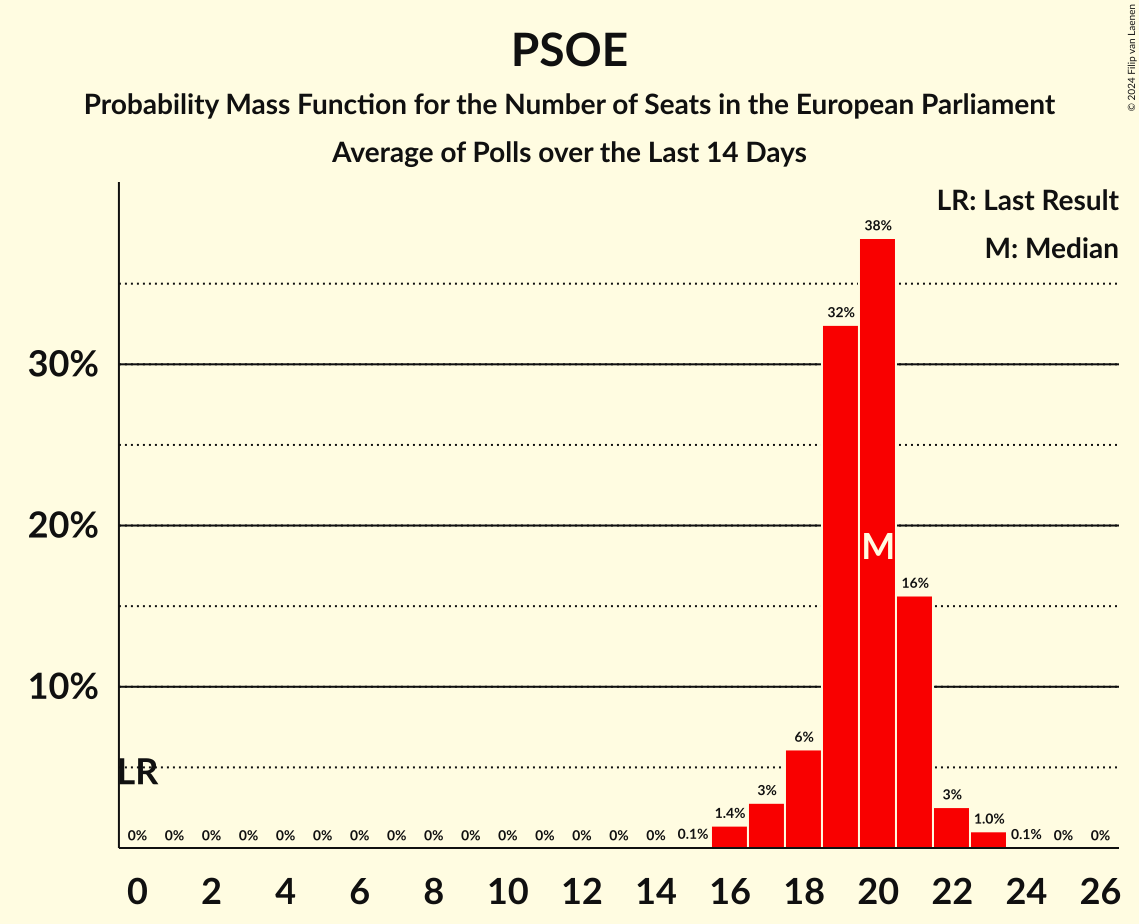 PSOE
Probability Mass Function for the Number of Seats in the European Parliament
Average of Polls over the Last 14 Days
© 2024 Filip van Laenen
LR: Last Result
M: Median
38%
32%
30%
20%
M
16%
10%
6%
LR
3%
3%
1.4%
1.0%
0% 0% 0% 0% 0% 0% 0% 0% 0% 0% 0% 0% 0% 0% 0% 0.1% 0.1% 0% 0%
0 2 4 6 8 10 12 14 16 18 20 22 24 26